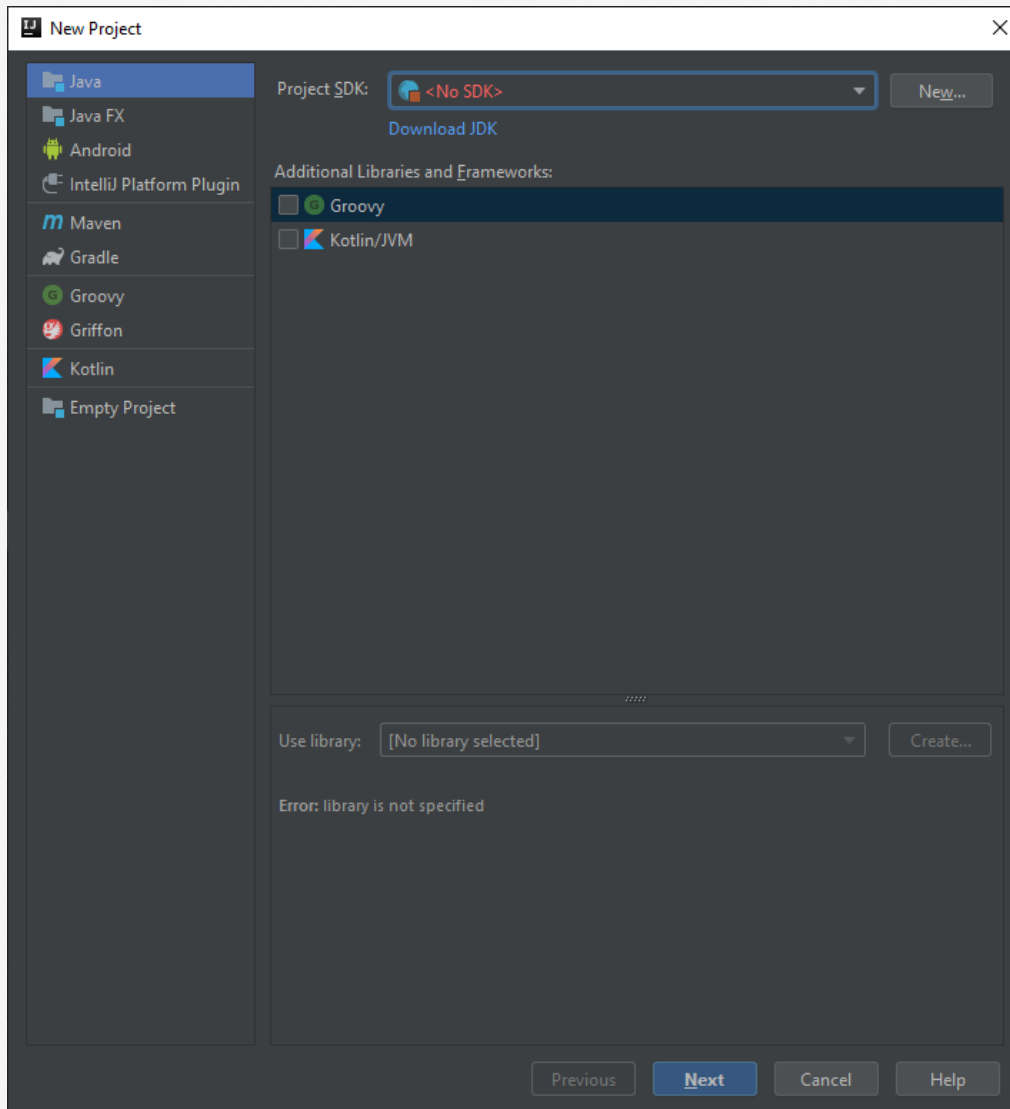 New Project
Java
Java FX
Android
IntelliJ Platform Plugin
Maven
Gradle
Groovy
Griffon
Kotlin
Empty Project
Project SDK: <No SDK> New...
Download JDK
Additional Libraries and Frameworks:
Groovy
Kotlin/JVM
Use library: [No library selected] Create...
Error: library is not specified
Previous Next Cancel Help